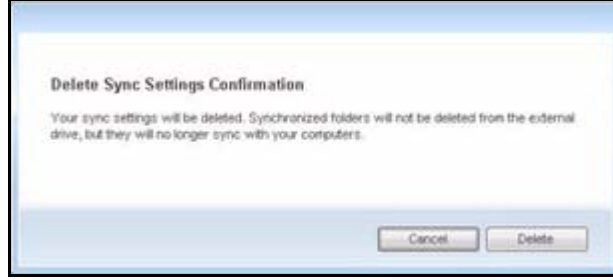 Delete Sync Settings Confirmation
Your sync settings will be deleted. Synchronized folders will not be deleted from the external
drive, but they will no longer sync with your computers.
Cancel Delete